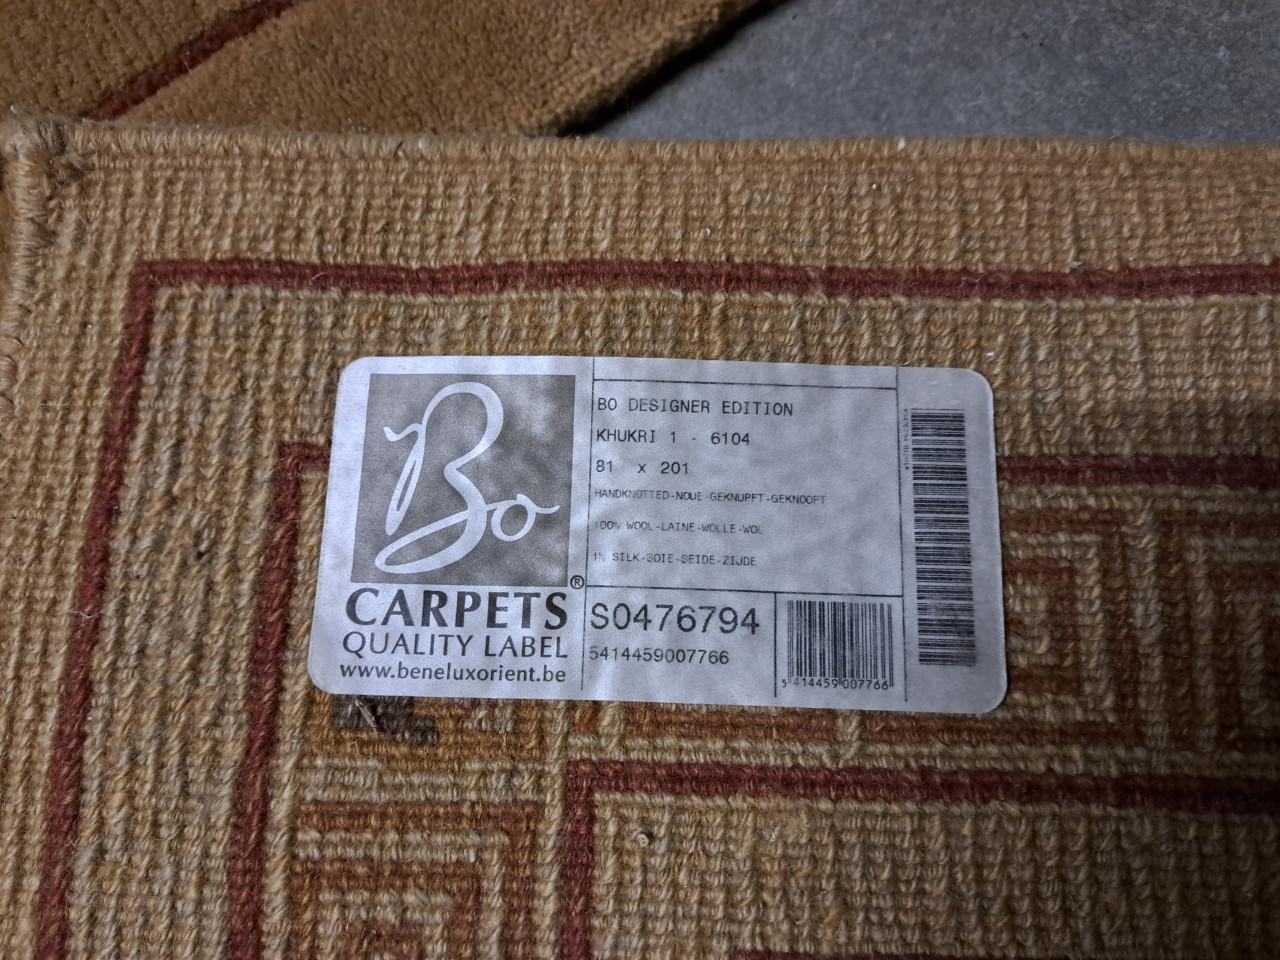 Bo
CARPETS
®
QUALITY LABEL
www.beneluxorient.be
BO DESIGNER EDITION
KHUKRI 1 - 6104
81 x 201
HANDKNOTTED-NOUE-GEKNUPFT-GEKNOOPT
100% WOOL-LAINE-WOLLE-WOL
1% SILK-SOIE-SEIDE-ZIJDE
S0476794
5414459007766
5 414459 007766